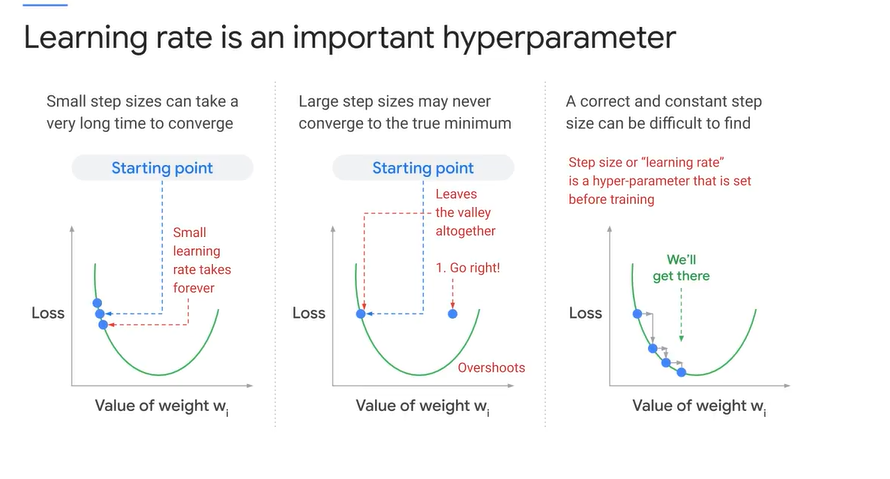 Learning rate is an important hyperparameter
Small step sizes can take a
very long time to converge
Starting point
Small
learning
rate takes
forever
Loss
Value of weight wi
Large step sizes may never
converge to the true minimum
Starting point
Leaves
the valley
altogether
1. Go right!
Loss
Overshoots
Value of weight wi
A correct and constant step
size can be difficult to find
Step size or “learning rate”
is a hyper-parameter that is set
before training
We’ll
get there
Loss
Value of weight wi